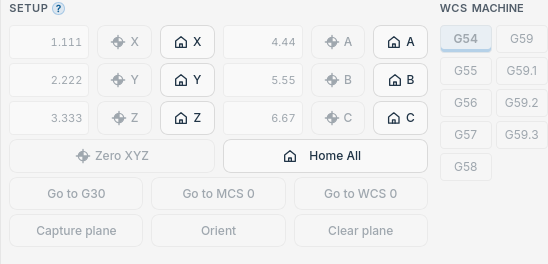 SETUP ? WCS MACHINE
1.111 X X 4.44 A A G54 G59
2.222 Y Y 5.55 B B G55 G59.1
3.333 Z Z 6.67 C C G56 G59.2
Zero XYZ Home All G57 G59.3
G58
Go to G30 Go to MCS 0 Go to WCS 0
Capture plane Orient Clear plane